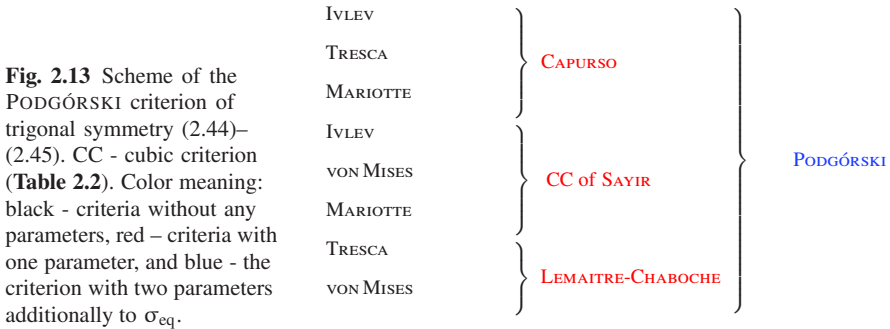 Fig. 2.13 Scheme of the
PODGÓRSKI criterion of
trigonal symmetry (2.44)–
(2.45). CC - cubic criterion
(Table 2.2). Color meaning:
black - criteria without any
parameters, red – criteria with
one parameter, and blue - the
criterion with two parameters
additionally to σeq.
IVLEV
TRESCA
MARIOTTE
IVLEV
VON MISES
MARIOTTE
TRESCA
VON MISES
CAPURSO
CC of SAYIR
LEMAITRE-CHABOCHE
PODGÓRSKI